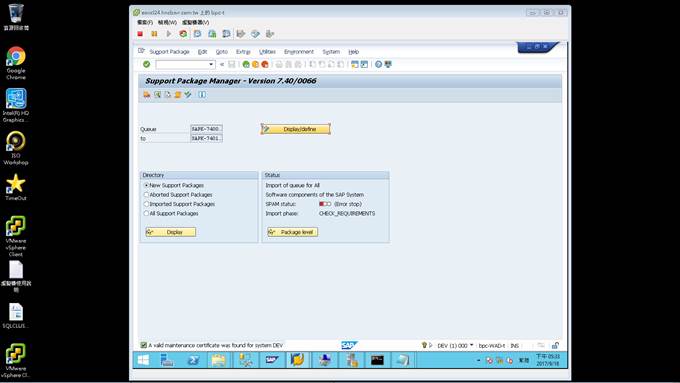 資源回收筒
Google
Chrome
Intel(R) HD
Graphics...
ISO
Workshop
TimeOut
VMware
vSphere
Client
虛擬機使用說
明
SQLCLUS...
VMware
vSphere Cl...
上的 bpc-t
檔案(F) 檢視(W) 虛擬機器(V)
Support Package Edit Goto Extras Utilities Environment System Help
Support Package Manager - Version 7.40/0066
Queue SAPK-7400...
to SAPK-7401...
Display/define
Directory
New Support Packages
Aborted Support Packages
Imported Support Packages
All Support Packages
Display
Status
Import of queue for All
Software components of the SAP System
SPAM status: (Error stop)
Import phase: CHECK_REQUIREMENTS
Package level
A valid maintenance certificate was found for system DEV
SAP
DEV (1) 000 bpc-WAD-t INS
下午 05:33
2017/9/18